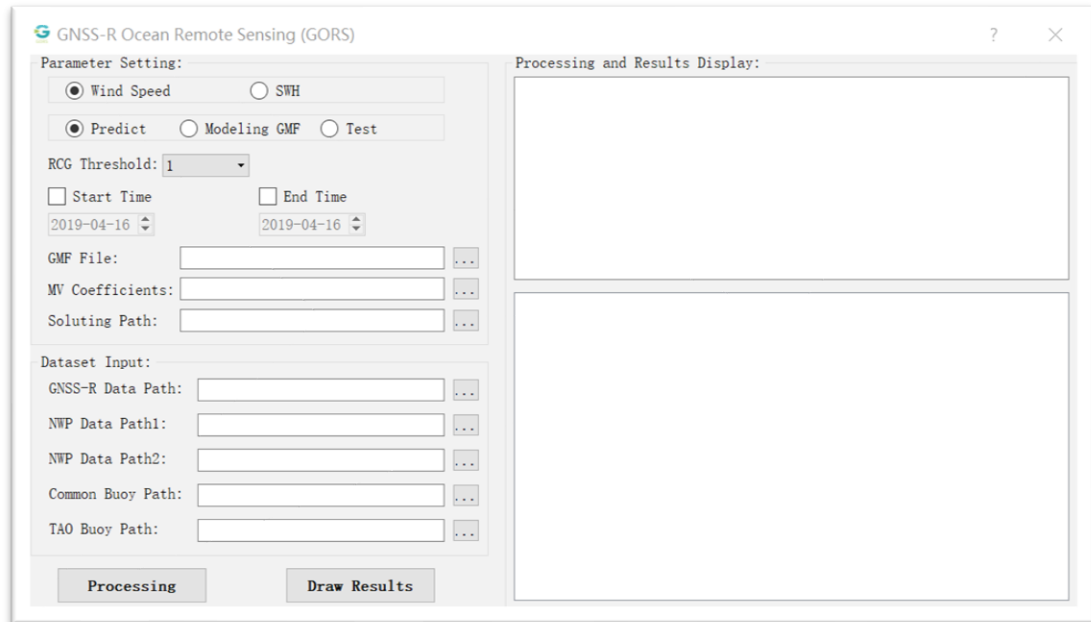 GNSS-R Ocean Remote Sensing (GORS) ?
Parameter Setting:
Wind Speed SWH
Predict Modeling GMF Test
RCG Threshold: 1
Start Time End Time
2019-04-16 2019-04-16
GMF File: ...
MV Coefficients: ...
Soluting Path: ...
Dataset Input:
GNSS-R Data Path: ...
NWP Data Path1: ...
NWP Data Path2: ...
Common Buoy Path: ...
TAO Buoy Path: ...
Processing Draw Results
Processing and Results Display: